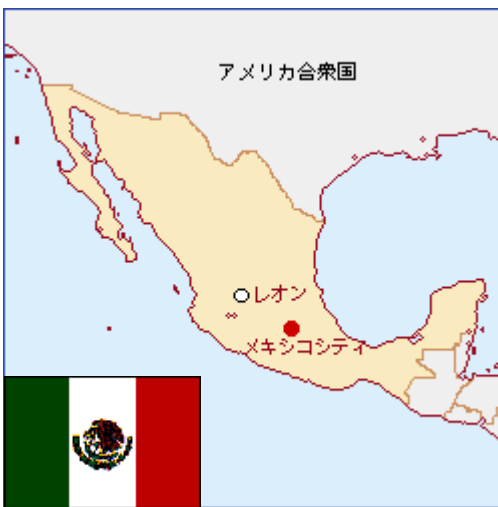 アメリカ合衆国
レオン
メキシコシティ